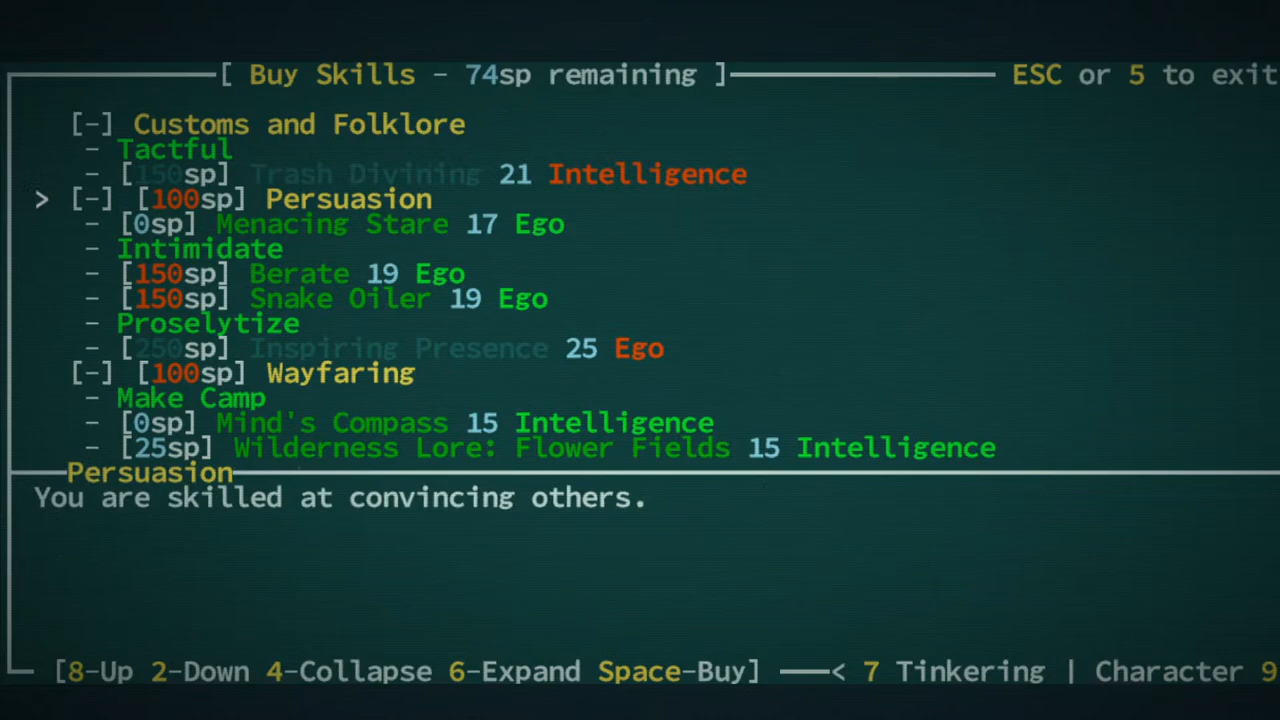 [ Buy Skills - 74sp remaining ] ESC or 5 to exit
[-] Customs and Folklore
- Tactful
- [150sp] Trash Divining 21 Intelligence
> [-] [100sp] Persuasion
- [0sp] Menacing Stare 17 Ego
- Intimidate
- [150sp] Berate 19 Ego
- [150sp] Snake Oiler 19 Ego
- Proselytize
- [250sp] Inspiring Presence 25 Ego
[-] [100sp] Wayfaring
- Make Camp
- [0sp] Mind's Compass 15 Intelligence
- [25sp] Wilderness Lore: Flower Fields 15 Intelligence
Persuasion
You are skilled at convincing others.
[8-Up 2-Down 4-Collapse 6-Expand Space-Buy] < 7 Tinkering | Character 9